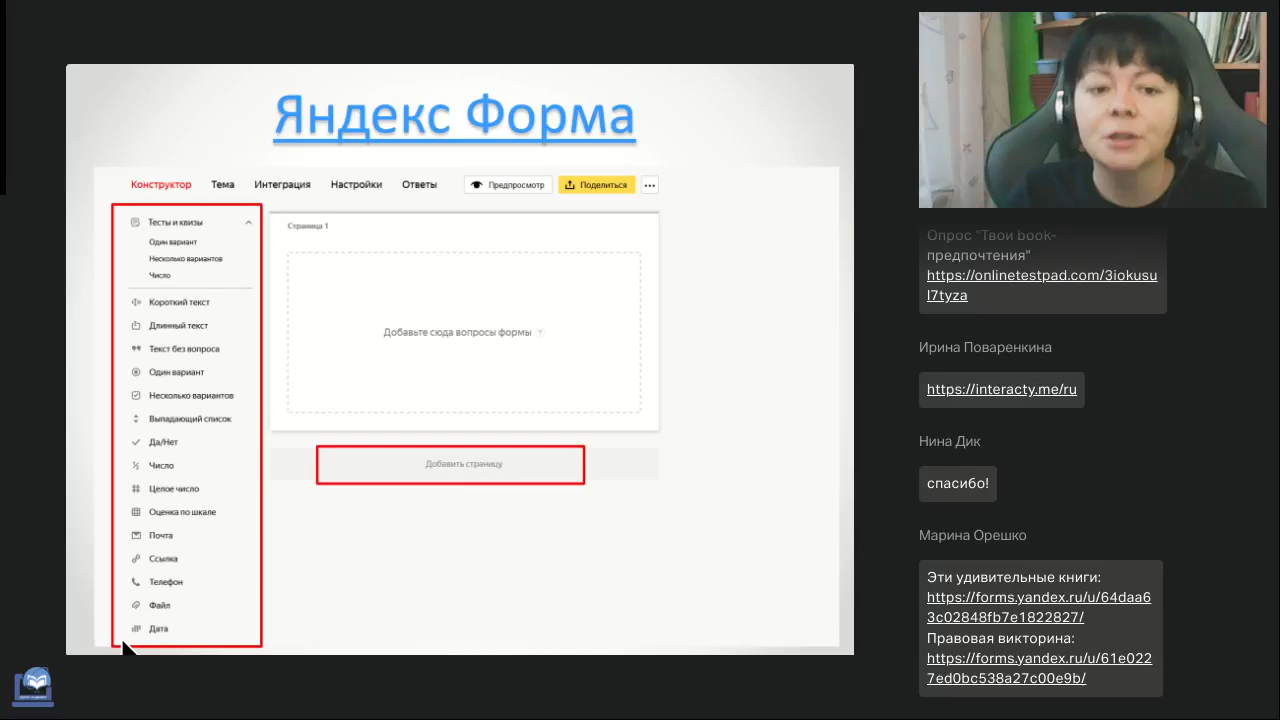 Яндекс Форма
Конструктор Тема Интеграция Настройки Ответы Предпросмотр Поделиться
Тесты и квизы
Один вариант
Несколько вариантов
Число
Короткий текст
Длинный текст
Текст без вопроса
Один вариант
Несколько вариантов
Выпадающий список
Да/Нет
Число
Целое число
Оценка по шкале
Почта
Ссылка
Телефон
Файл
Дата
Страница 1
Добавьте сюда вопросы формы ?
Добавить страницу
Опрос "Твои book-
предпочтения"
https://onlinetestpad.com/3iokusu
l7tyza
Ирина Поваренкина
https://interacty.me/ru
Нина Дик
спасибо!
Марина Орешко
Эти удивительные книги:
https://forms.yandex.ru/u/64daa6
3c02848fb7e1822827/
Правовая викторина:
https://forms.yandex.ru/u/61e022
7ed0bc538a27c00e9b/